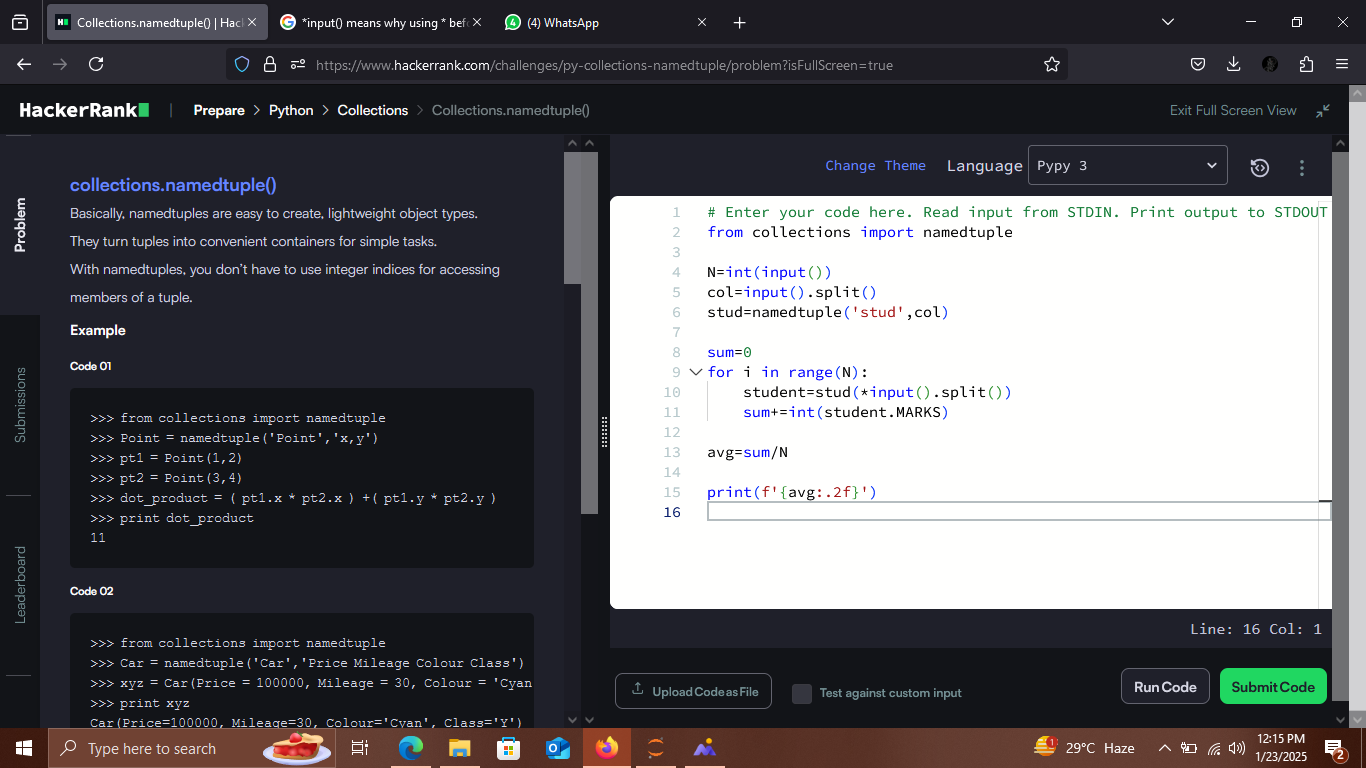 Collections.namedtuple() | Hac
*input() means why using * bef
(4) WhatsApp
https://www.hackerrank.com/challenges/py-collections-namedtuple/problem?isFullScreen=true
HackerRank | Prepare > Python > Collections > Collections.namedtuple()
Exit Full Screen View
Problem
Submissions
Leaderboard
collections.namedtuple()
Basically, namedtuples are easy to create, lightweight object types.
They turn tuples into convenient containers for simple tasks.
With namedtuples, you don't have to use integer indices for accessing
members of a tuple.
Example
Code 01
>>> from collections import namedtuple
>>> Point = namedtuple('Point','x,y')
>>> pt1 = Point(1,2)
>>> pt2 = Point(3,4)
>>> dot_product = ( pt1.x * pt2.x ) +( pt1.y * pt2.y )
>>> print dot_product
11
Code 02
>>> from collections import namedtuple
>>> Car = namedtuple('Car','Price Mileage Colour Class')
>>> xyz = Car(Price = 100000, Mileage = 30, Colour = 'Cyan
>>> print xyz
Car(Price=100000, Mileage=30, Colour='Cyan', Class='Y')
Change Theme Language Pypy 3
1 # Enter your code here. Read input from STDIN. Print output to STDOUT
2 from collections import namedtuple
3
4 N=int(input())
5 col=input().split()
6 stud=namedtuple('stud',col)
7
8 sum=0
9 for i in range(N):
10 student=stud(*input().split())
11 sum+=int(student.MARKS)
12
13 avg=sum/N
14
15 print(f'{avg:.2f}')
16
Line: 16 Col: 1
Upload Code as File
Test against custom input
Run Code
Submit Code
Type here to search
29°C Haze
12:15 PM
1/23/2025
2